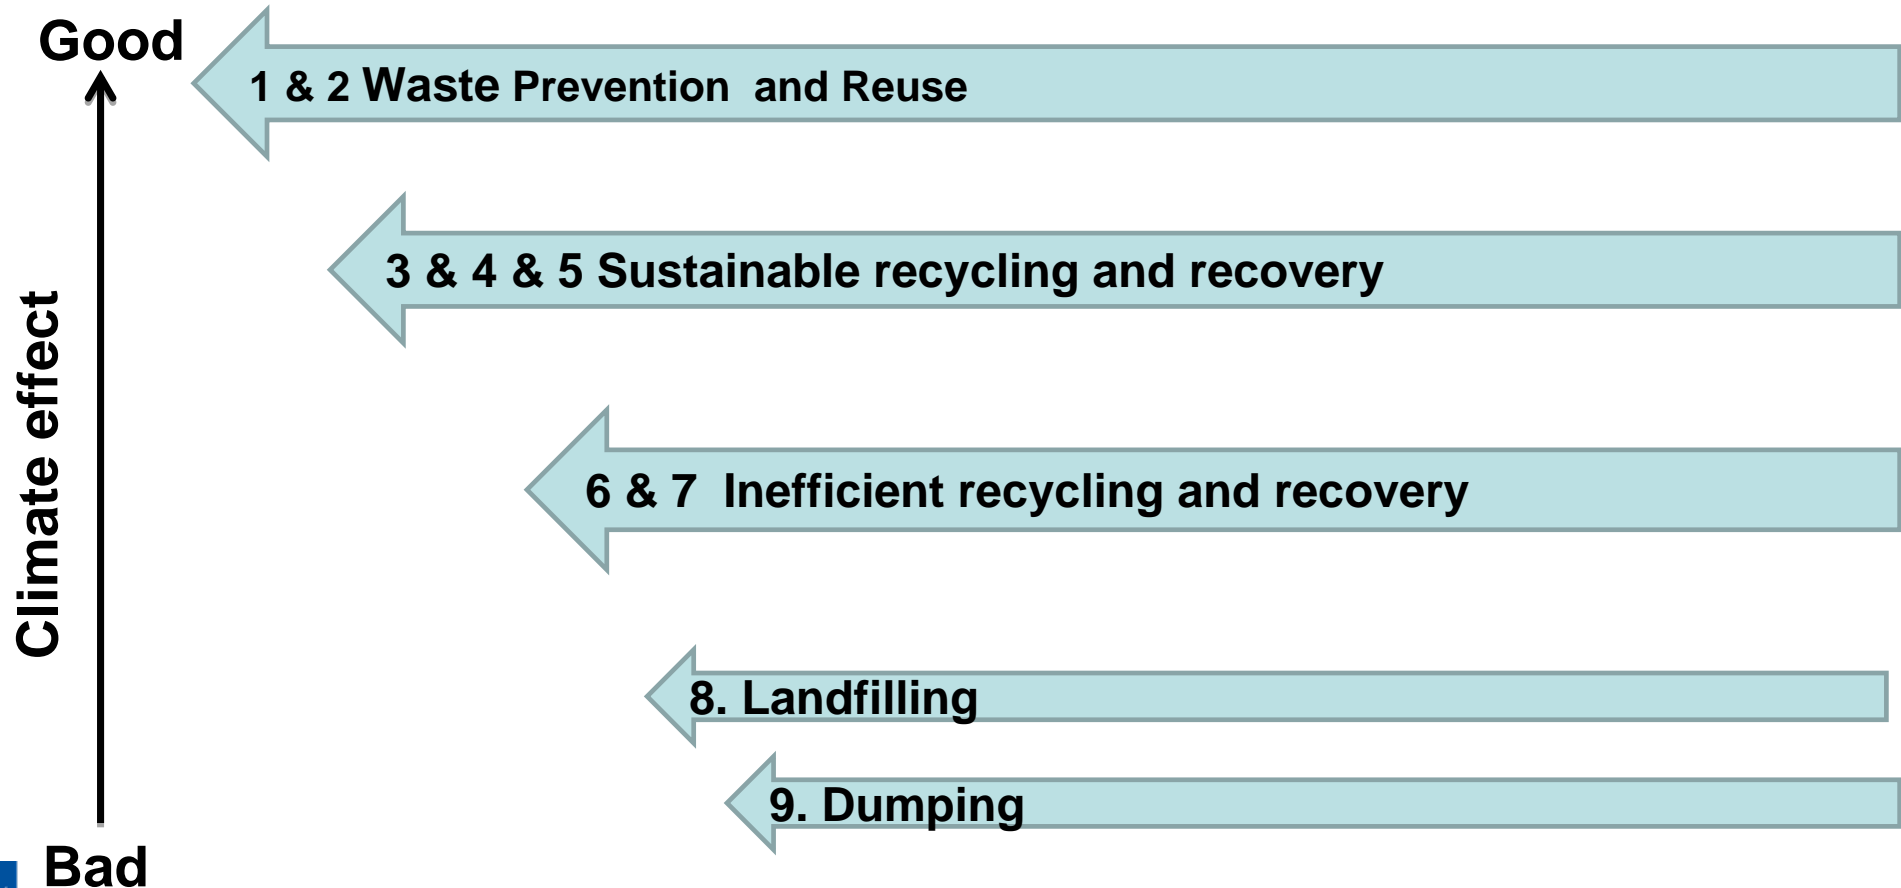 Good
1 & 2 Waste Prevention and Reuse
3 & 4 & 5 Sustainable recycling and recovery
Climate effect
6 & 7 Inefficient recycling and recovery
8. Landfilling
9. Dumping
Bad